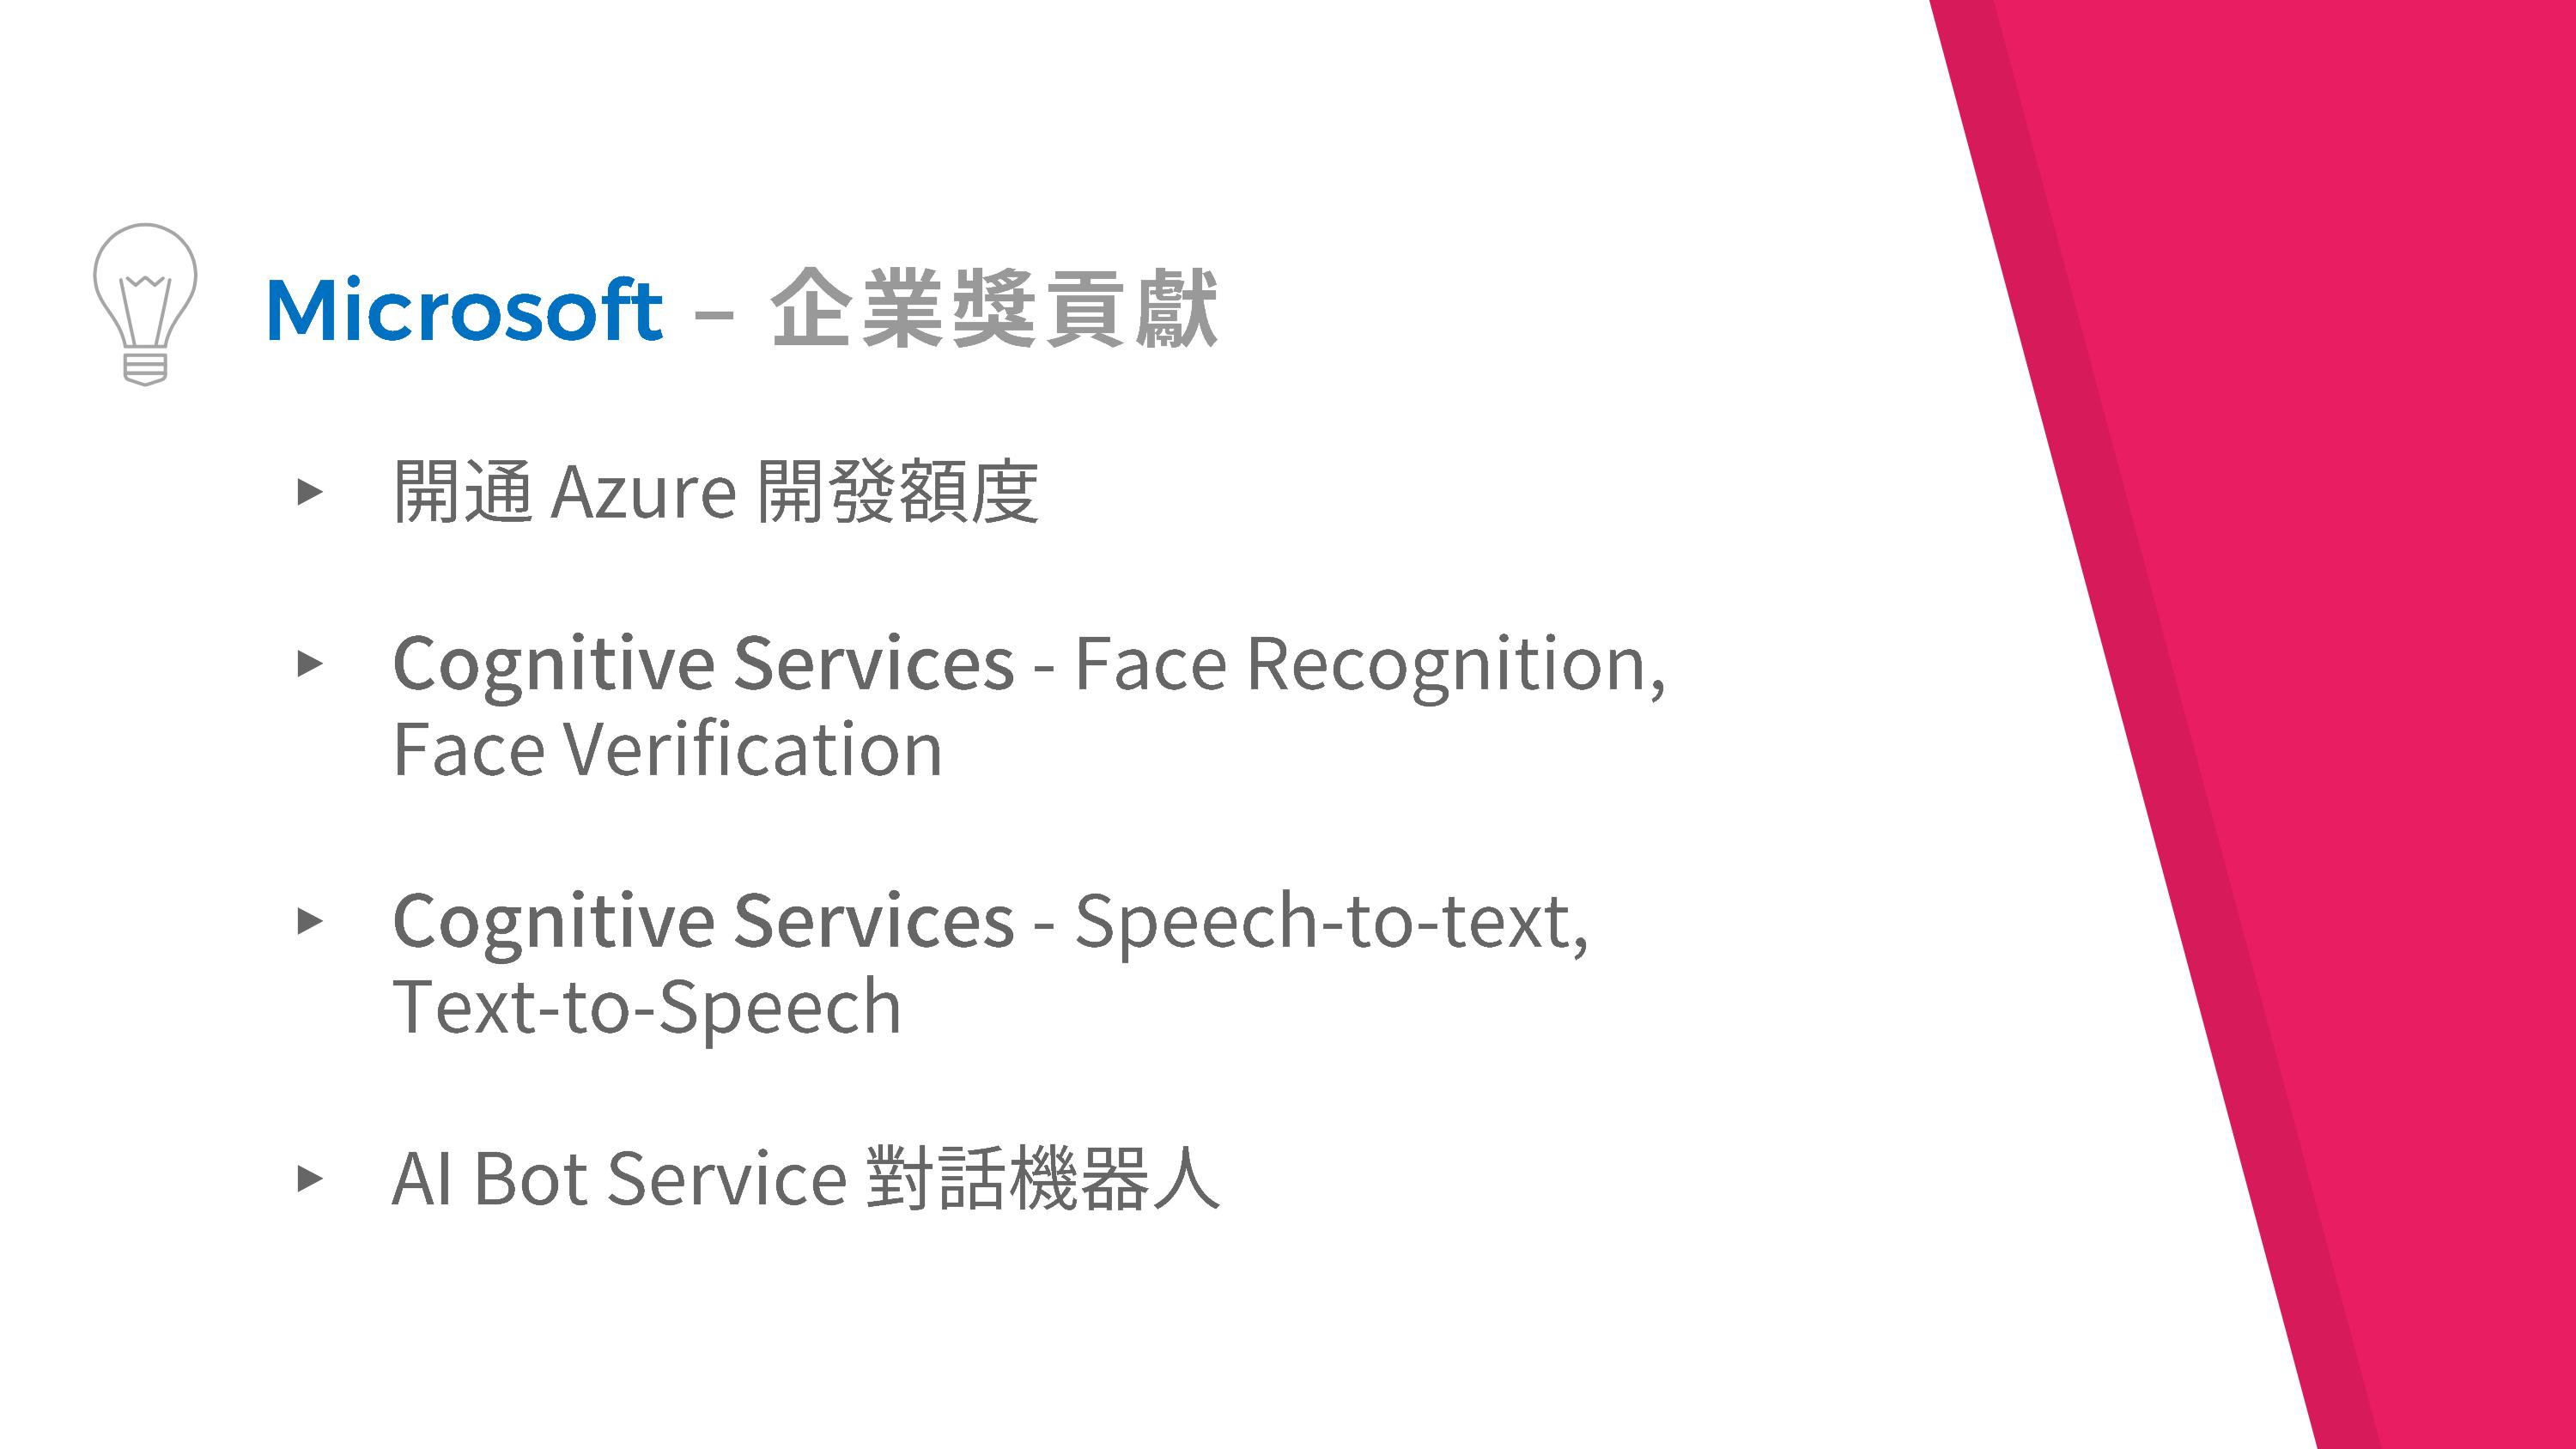 Microsoft – 企業獎貢獻
▸ 開通 Azure 開發額度
▸ Cognitive Services - Face Recognition,
Face Verification
▸ Cognitive Services - Speech-to-text,
Text-to-Speech
▸ AI Bot Service 對話機器人